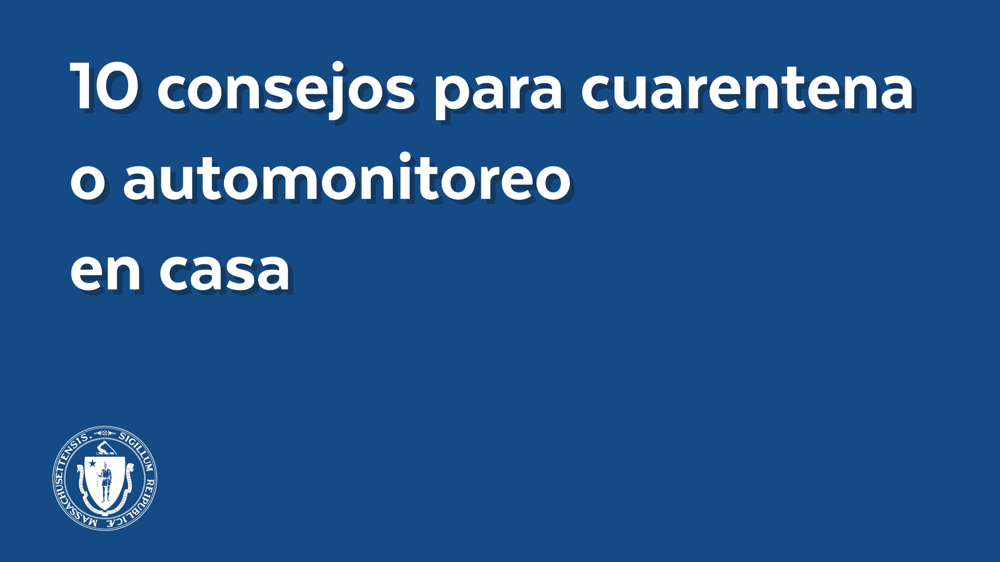 10 consejos para cuarentena
o automonitoreo
en casa
SIGILLUM REIPUBLICÆ MASSACHUSETTENSIS.